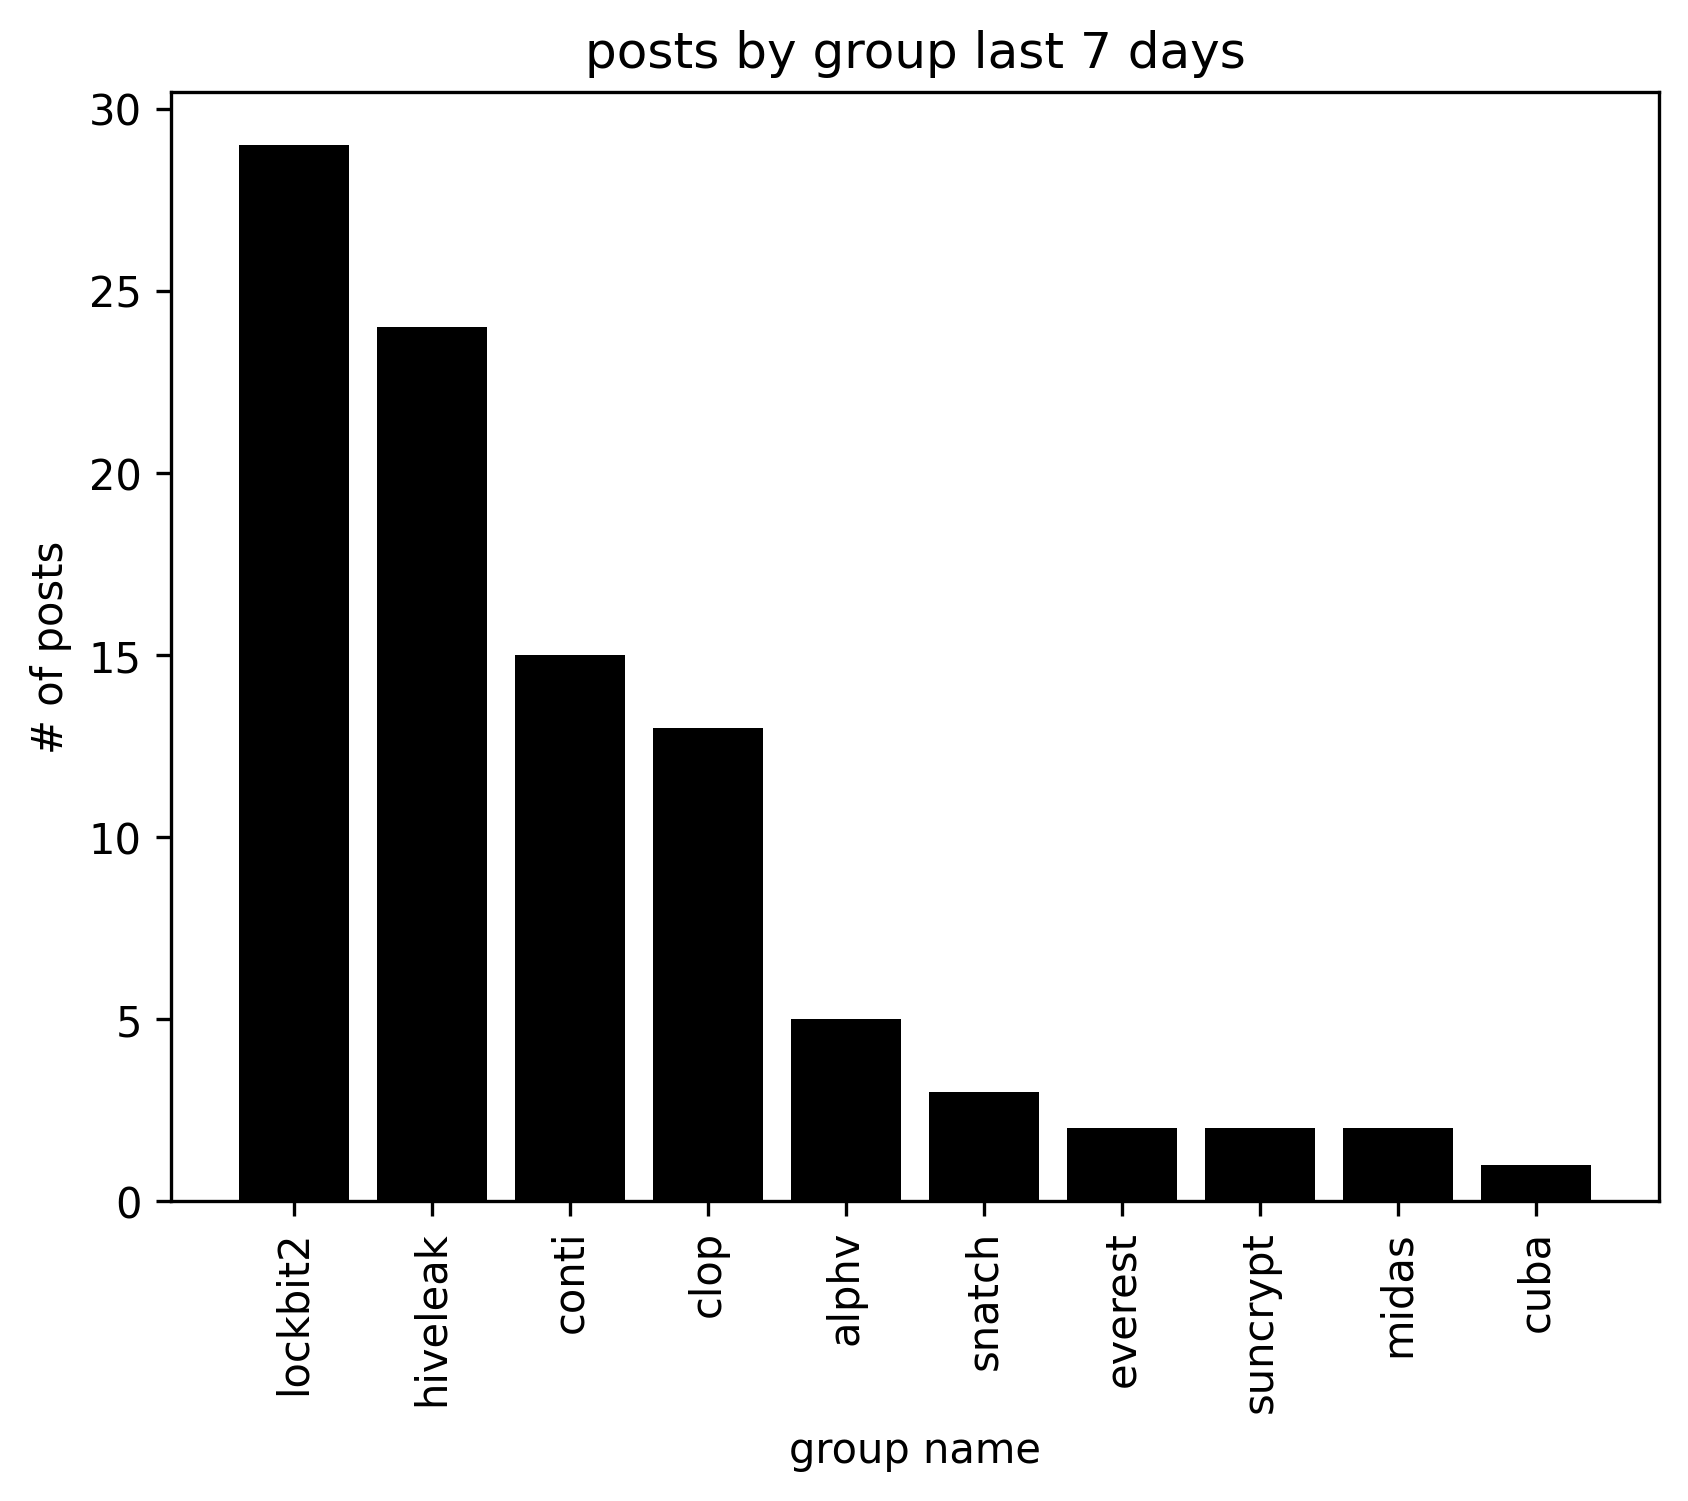 posts by group last 7 days
30
25
20
15
10
5
0
# of posts
lockbit2
hiveleak
conti
clop
alphv
snatch
everest
suncrypt
midas
cuba
group name